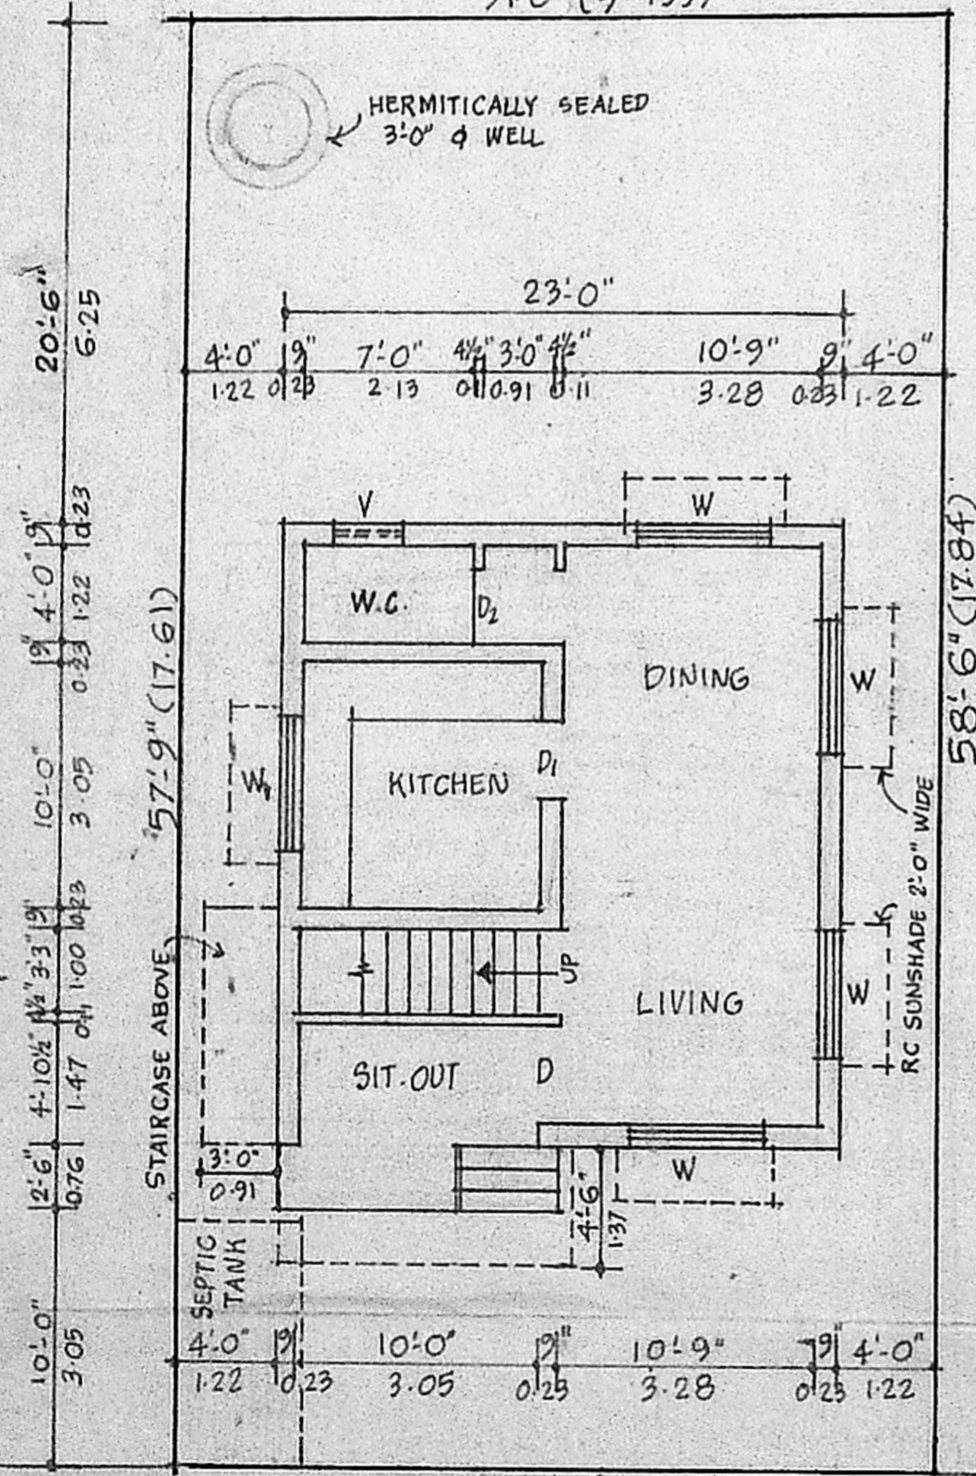 HERMITICALLY SEALED
3'-0" ϕ WELL
23'-0"
4'-0" 9" 7'-0" 4½" 3'-0" 4½" 10'-9" 9" 4'-0"
1.22 0.23 2.13 0.11 0.91 0.11 3.28 0.23 1.22
20'-6"
6.25
9"
0.23
4'-0"
1.22
9"
0.23
10'-0"
3.05
9"
0.23
3'-3"
1.00
4½"
0.11
4'-10½"
1.47
2'-6"
0.76
10'-0"
3.05
57'-9" (17.61)
58'-6" (17.84)
V
W
W.C.
D2
DINING
W
W1
KITCHEN
D1
RC SUNSHADE 2'-0" WIDE
STAIRCASE ABOVE
UP
LIVING
W
SIT-OUT
D
3'-0"
0.91
W
4'-6"
1.37
SEPTIC
TANK
4'-0" 9" 10'-0" 9" 10'-9" 9" 4'-0"
1.22 0.23 3.05 0.23 3.28 0.23 1.22